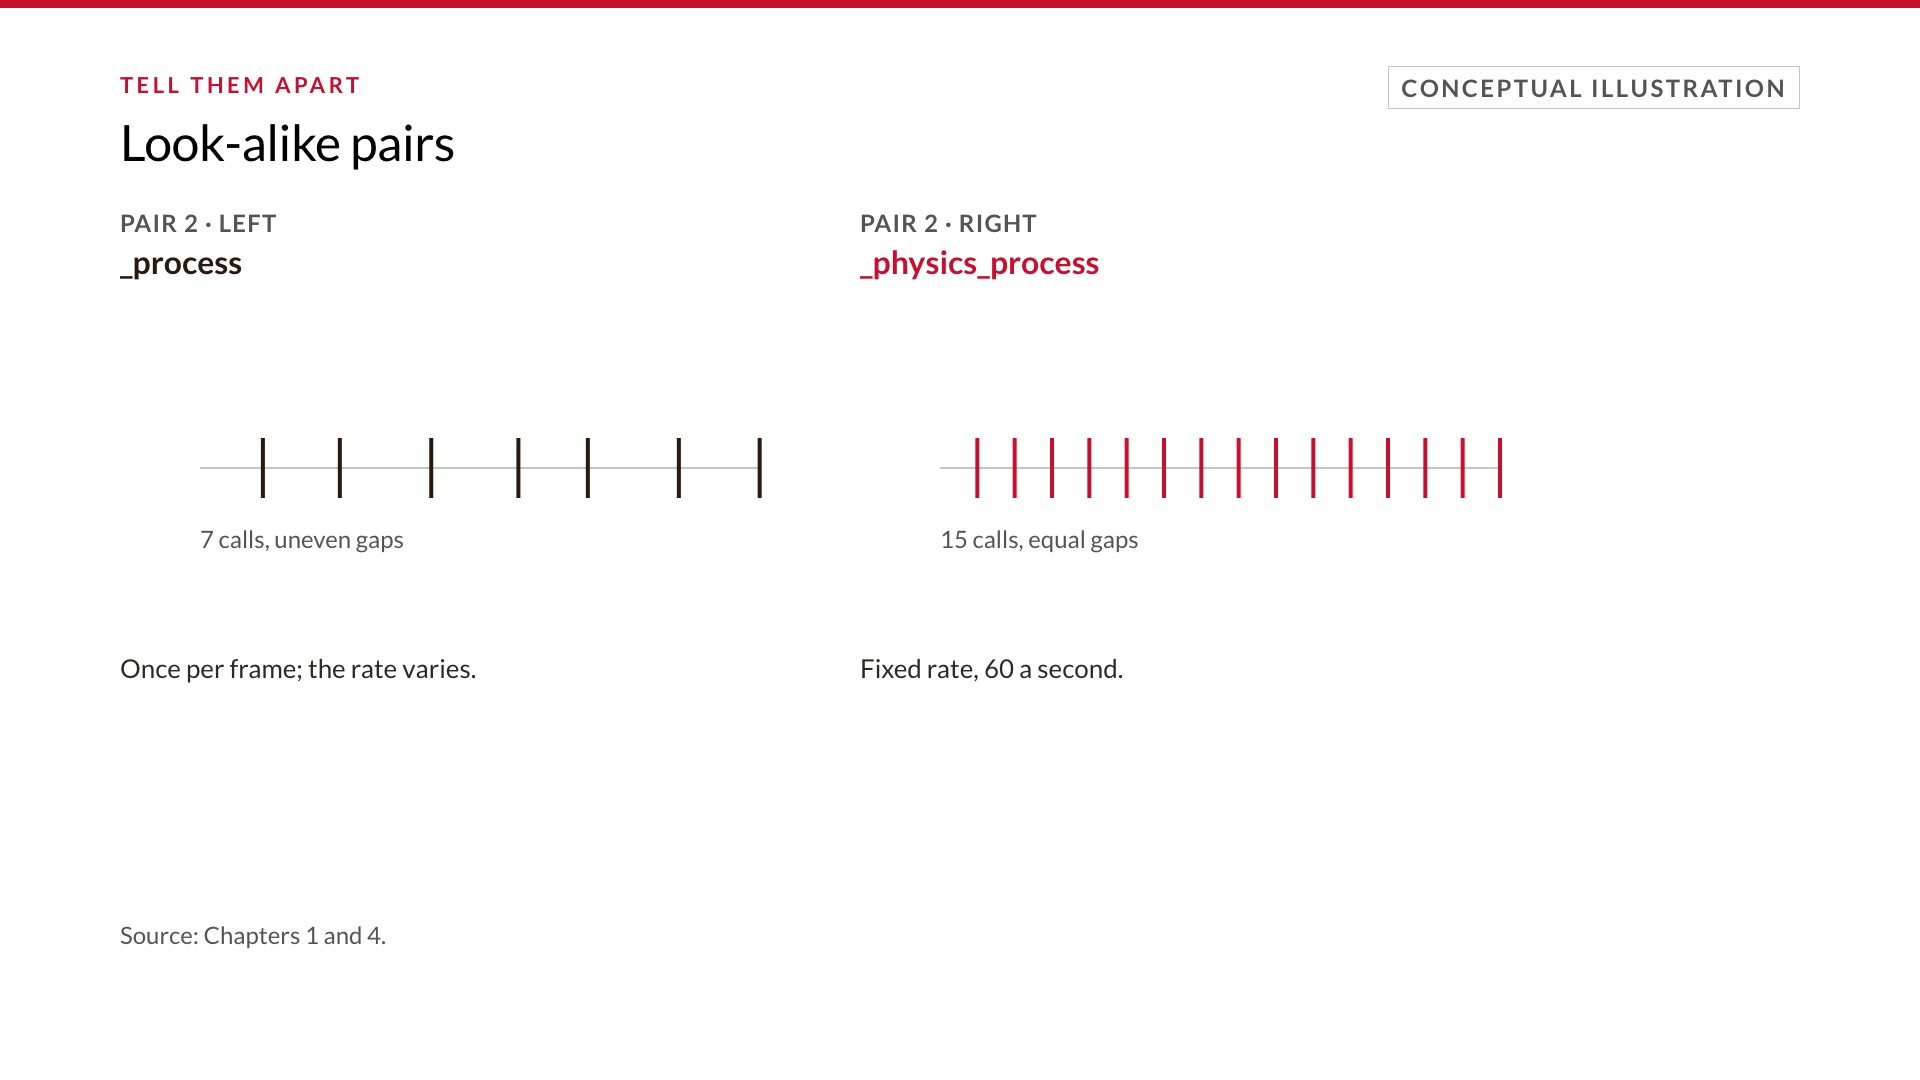 TELL THEM APART
CONCEPTUAL ILLUSTRATION
Look-alike pairs
PAIR 2 · LEFT
_process
PAIR 2 · RIGHT
_physics_process
7 calls, uneven gaps
15 calls, equal gaps
Once per frame; the rate varies.
Fixed rate, 60 a second.
Source: Chapters 1 and 4.